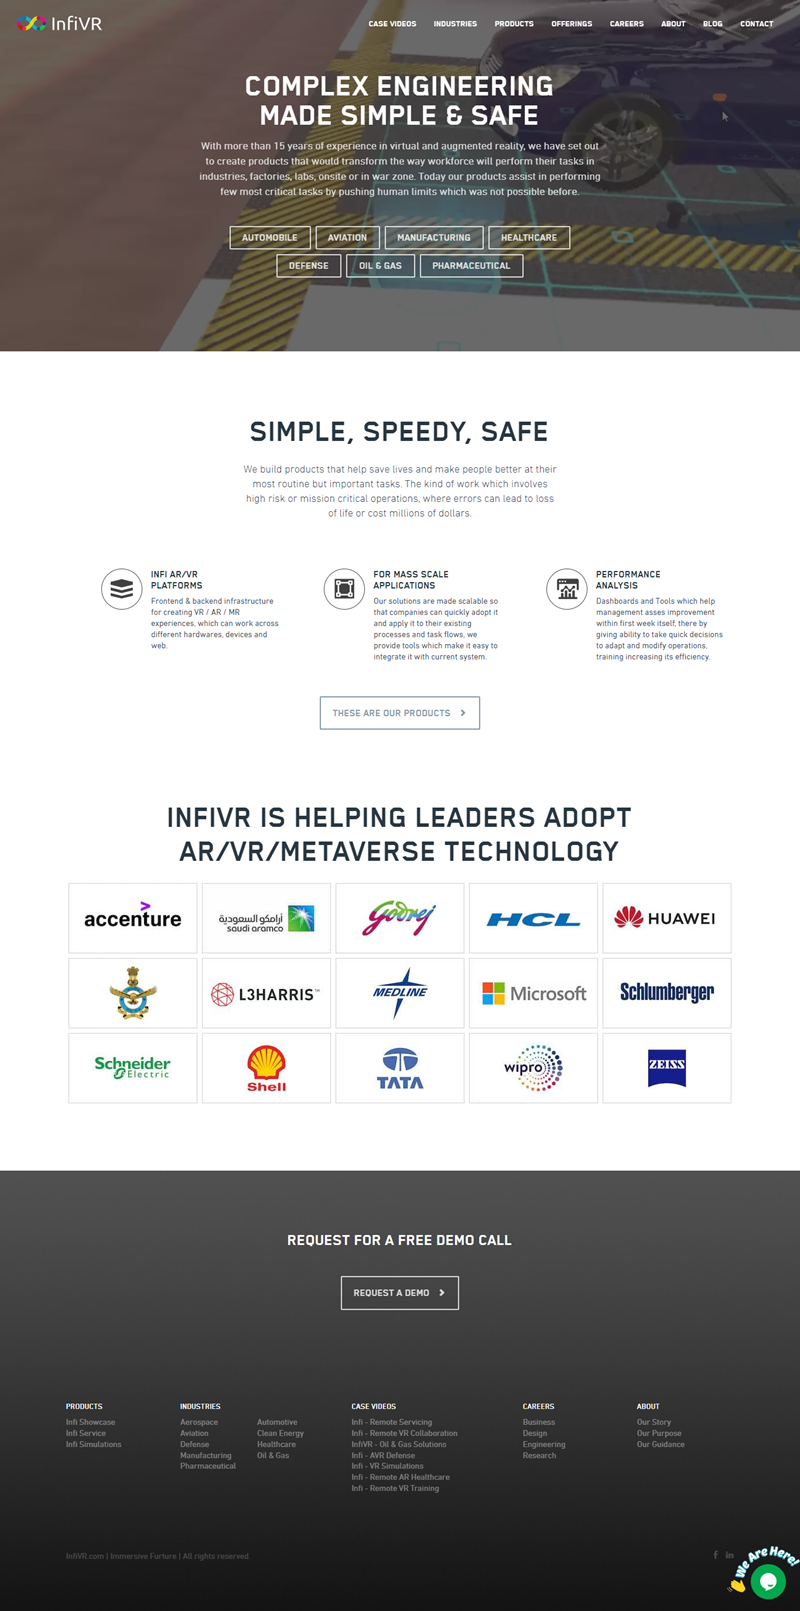 InfiVR
CASE VIDEOS INDUSTRIES PRODUCTS OFFERINGS CAREERS ABOUT BLOG CONTACT
COMPLEX ENGINEERING
MADE SIMPLE & SAFE
With more than 15 years of experience in virtual and augmented reality, we have set out
to create products that would transform the way workforce will perform their tasks in
industries, factories, labs, onsite or in war zone. Today our products assist in performing
few most critical tasks by pushing human limits which was not possible before.
AUTOMOBILE AVIATION MANUFACTURING HEALTHCARE
DEFENSE OIL & GAS PHARMACEUTICAL
SIMPLE, SPEEDY, SAFE
We build products that help save lives and make people better at their
most routine but important tasks. The kind of work which involves
high risk or mission critical operations, where errors can lead to loss
of life or cost millions of dollars.
INFI AR/VR
PLATFORMS
Frontend & backend infrastructure
for creating VR / AR / MR
experiences, which can work across
different hardwares, devices and
web.
FOR MASS SCALE
APPLICATIONS
Our solutions are made scalable so
that companies can quickly adopt it
and apply it to their existing
processes and task flows, we
provide tools which make it easy to
integrate it with current system.
PERFORMANCE
ANALYSIS
Dashboards and Tools which help
management asses improvement
within first week itself, there by
giving ability to take quick decisions
to adapt and modify operations,
training increasing its efficiency.
THESE ARE OUR PRODUCTS
INFIVR IS HELPING LEADERS ADOPT
AR/VR/METAVERSE TECHNOLOGY
accenture
أرامكو السعودية
saudi aramco
Godrej
HCL
HUAWEI
L3HARRIS™
MEDLINE
Microsoft
Schlumberger
Schneider
Electric
Shell
TATA
wipro
ZEISS
REQUEST FOR A FREE DEMO CALL
REQUEST A DEMO
PRODUCTS
Infi Showcase
Infi Service
Infi Simulations
INDUSTRIES
Aerospace
Aviation
Defense
Manufacturing
Pharmaceutical
Automotive
Clean Energy
Healthcare
Oil & Gas
CASE VIDEOS
Infi - Remote Servicing
Infi - Remote VR Collaboration
InfiVR - Oil & Gas Solutions
Infi - AVR Defense
Infi - VR Simulations
Infi - Remote AR Healthcare
Infi - Remote VR Training
CAREERS
Business
Design
Engineering
Research
ABOUT
Our Story
Our Purpose
Our Guidance
InfiVR.com | Immersive Furture | All rights reserved.
We Are Here!